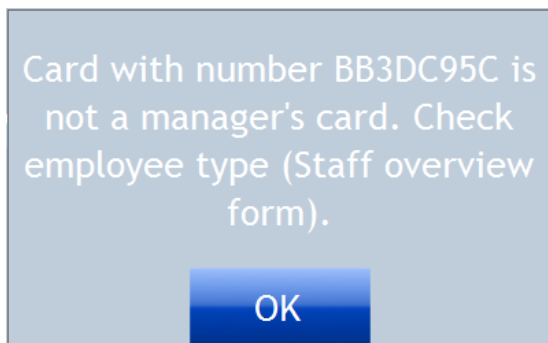 Card with number BB3DC95C is
not a manager's card. Check
employee type (Staff overview
form).
OK